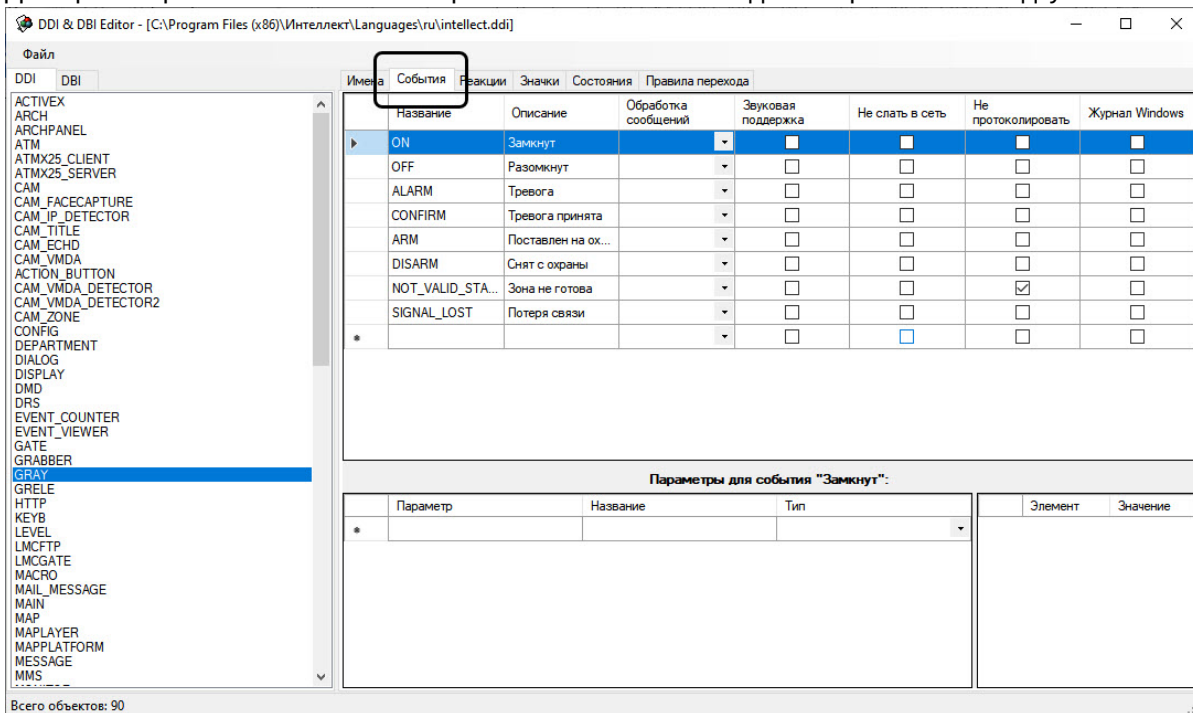 DDI & DBI Editor - [C:\Program Files (x86)\Интеллект\Languages\ru\intellect.ddi]
Файл
DDI DBI
Имена События Реакции Значки Состояния Правила перехода
ACTIVEX
ARCH
ARCHPANEL
ATM
ATMX25_CLIENT
ATMX25_SERVER
CAM
CAM_FACECAPTURE
CAM_IP_DETECTOR
CAM_TITLE
CAM_ECHD
CAM_VMDA
ACTION_BUTTON
CAM_VMDA_DETECTOR
CAM_VMDA_DETECTOR2
CAM_ZONE
CONFIG
DEPARTMENT
DIALOG
DISPLAY
DMD
DRS
EVENT_COUNTER
EVENT_VIEWER
GATE
GRABBER
GRAY
GRELE
HTTP
KEYB
LEVEL
LMCFTP
LMCGATE
MACRO
MAIL_MESSAGE
MAIN
MAP
MAPLAYER
MAPPLATFORM
MESSAGE
MMS
Название Описание Обработка сообщений Звуковая поддержка Не слать в сеть Не протоколировать Журнал Windows
ON Замкнут
OFF Разомкнут
ALARM Тревога
CONFIRM Тревога принята
ARM Поставлен на ох...
DISARM Снят с охраны
NOT_VALID_STA... Зона не готова
SIGNAL_LOST Потеря связи
Параметры для события "Замкнут":
Параметр Название Тип
Элемент Значение
Всего объектов: 90